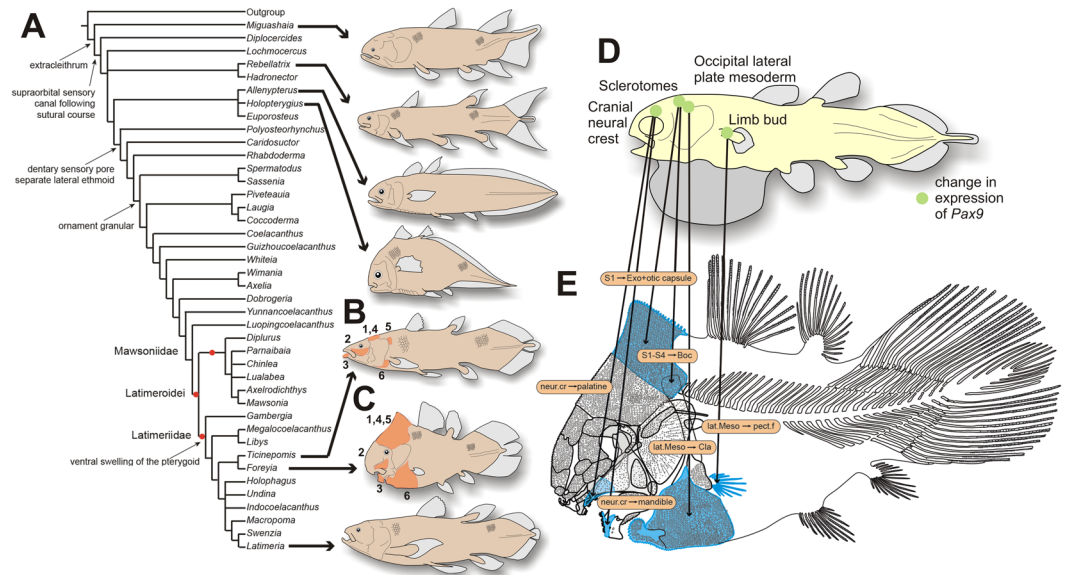 A
Outgroup
Miguashaia
Diplocercides
Lochmocercus
extracleithrum
Rebellatrix
Hadronector
supraorbital sensory
canal following
sutural course
Allenypterus
Holopterygius
Euporosteus
Polyosteorhynchus
Caridosuctor
dentary sensory pore
separate lateral ethmoid
Rhabdoderma
Spermatodus
Sassenia
Piveteauia
Laugia
Coccoderma
ornament granular
Coelacanthus
Guizhoucoelacanthus
Whiteia
Wimania
Axelia
Dobrogeria
Yunnancoelacanthus
Luopingcoelacanthus
Diplurus
Mawsoniidae
Parnaibaia
Chinlea
Lualabea
Latimeroidei
Axelrodichthys
Mawsonia
Gambergia
Latimeriidae
Megalocoelacanthus
Libys
ventral swelling of the pterygoid
Ticinepomis
Foreyia
Holophagus
Undina
Indocoelacanthus
Macropoma
Swenzia
Latimeria
B
1,4
5
2
3
6
C
1,4,5
2
3
6
D
Occipital lateral
plate mesoderm
Sclerotomes
Cranial
neural
crest
Limb bud
change in
expression
of Pax9
E
S1→Exo+otic capsule
S1-S4→Boc
neur.cr→palatine
lat.Meso→pect.f
lat.Meso→Cla
neur.cr→mandible